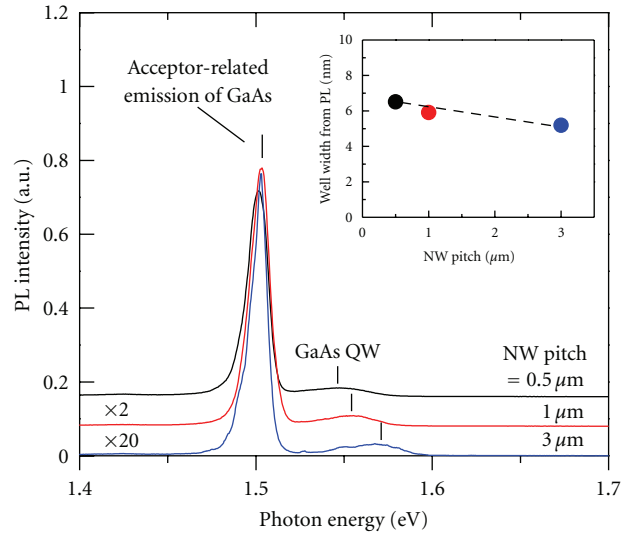 1.2
1
0.8
0.6
0.4
0.2
0
PL intensity (a.u.)
1.4
1.5
1.6
1.7
Photon energy (eV)
Acceptor-related
emission of GaAs
GaAs QW
NW pitch
= 0.5 μm
1 μm
3 μm
×2
×20
10
8
6
4
2
0
Well width from PL (nm)
0
1
2
3
NW pitch (μm)